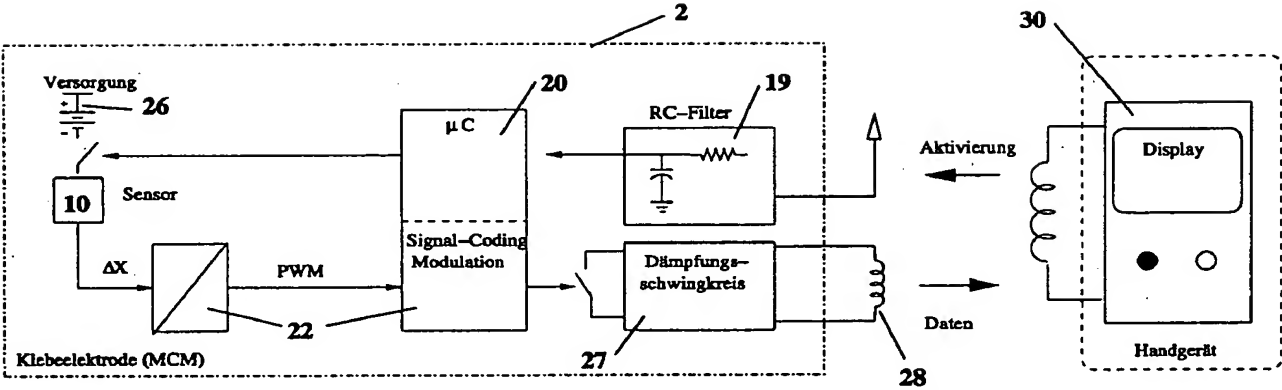 2
30
Versorgung
+
-
26
20
µC
19
RC-Filter
Aktivierung
Display
10
Sensor
Signal-Coding
Modulation
Dämpfungs-
schwingkreis
ΔX
PWM
22
27
28
Daten
Klebeelektrode (MCM)
Handgerät